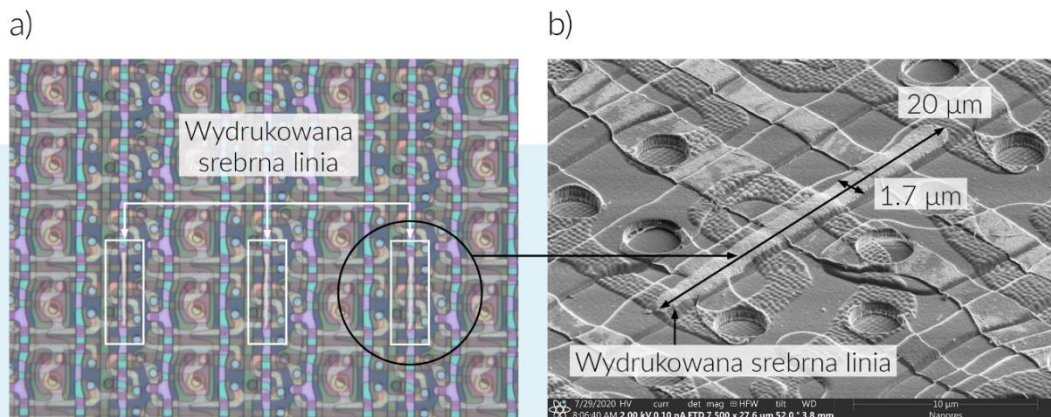 a)
b)
Wydrukowana
srebrna linia
20 µm
1.7 µm
Wydrukowana srebrna linia
7/29/2020 HV curr det mag ⊞ HFW tilt WD 10 µm
8:06:40 AM 2.00 kV 0.10 nA ETD 7 500 x 27.6 µm 52.0 ° 3.8 mm Nanores